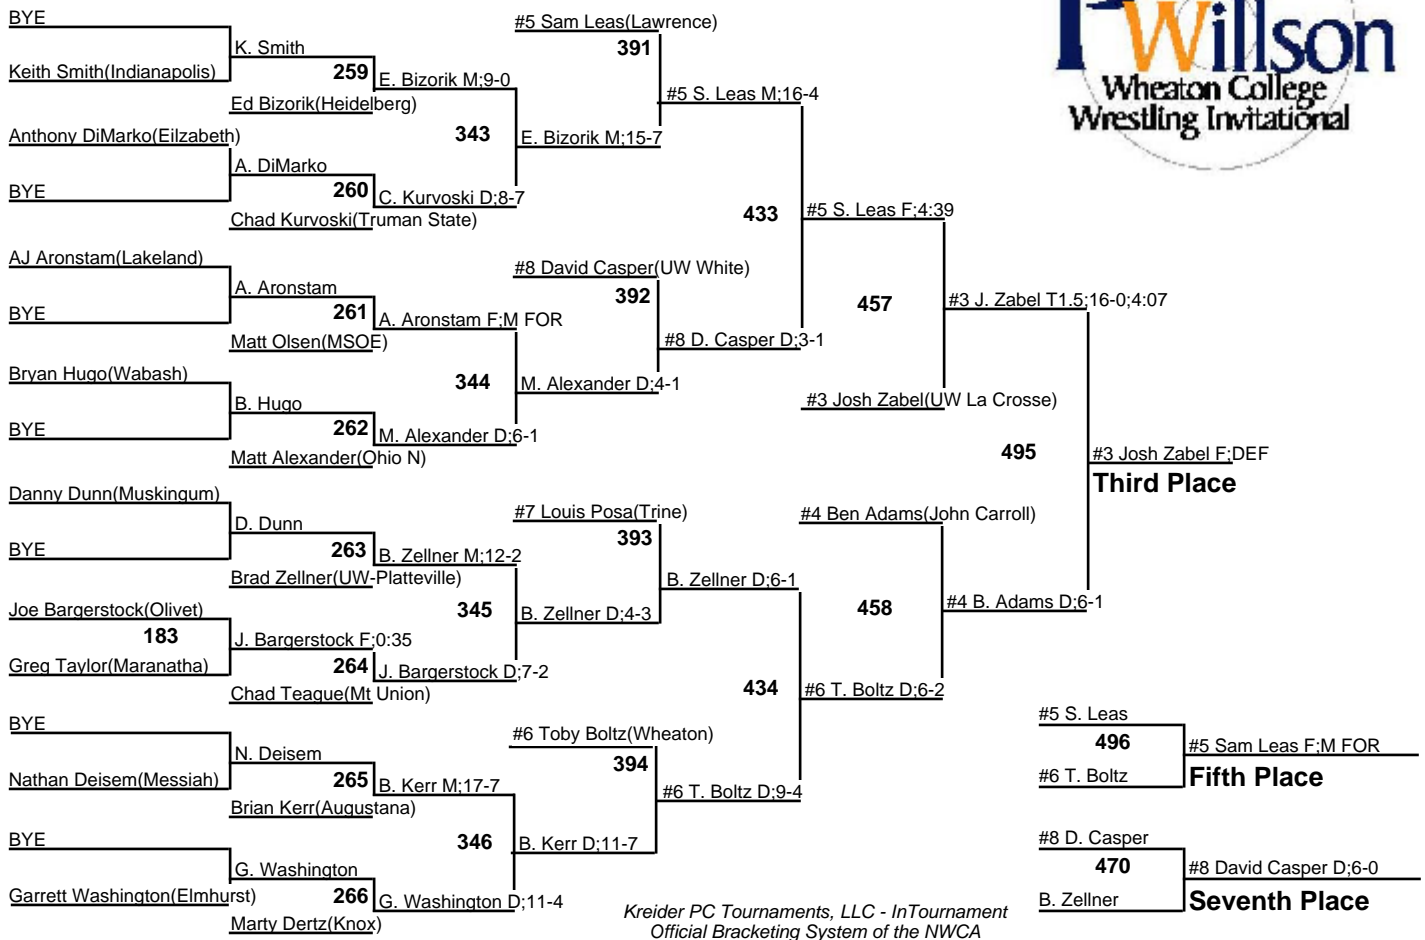 BYE
Keith Smith(Indianapolis)
K. Smith
259
Ed Bizorik(Heidelberg)
E. Bizorik M;9-0
Anthony DiMarko(Eilzabeth)
BYE
A. DiMarko
260
Chad Kurvoski(Truman State)
C. Kurvoski D;8-7
343
E. Bizorik M;15-7
#5 Sam Leas(Lawrence)
391
#5 S. Leas M;16-4
AJ Aronstam(Lakeland)
BYE
A. Aronstam
261
Matt Olsen(MSOE)
A. Aronstam F;M FOR
Bryan Hugo(Wabash)
BYE
B. Hugo
262
Matt Alexander(Ohio N)
M. Alexander D;6-1
344
M. Alexander D;4-1
#8 David Casper(UW White)
392
#8 D. Casper D;3-1
433
#5 S. Leas F;4:39
457
#3 Josh Zabel(UW La Crosse)
#3 J. Zabel T1.5;16-0;4:07
Danny Dunn(Muskingum)
BYE
D. Dunn
263
Brad Zellner(UW-Platteville)
B. Zellner M;12-2
Joe Bargerstock(Olivet)
183
Greg Taylor(Maranatha)
J. Bargerstock F;0:35
264
Chad Teague(Mt Union)
J. Bargerstock D;7-2
345
B. Zellner D;4-3
#7 Louis Posa(Trine)
393
B. Zellner D;6-1
BYE
Nathan Deisem(Messiah)
N. Deisem
265
Brian Kerr(Augustana)
B. Kerr M;17-7
BYE
Garrett Washington(Elmhurst)
G. Washington
266
Marty Dertz(Knox)
G. Washington D;11-4
346
B. Kerr D;11-7
#6 Toby Boltz(Wheaton)
394
#6 T. Boltz D;9-4
434
#6 T. Boltz D;6-2
#4 Ben Adams(John Carroll)
458
#4 B. Adams D;6-1
495
#3 Josh Zabel F;DEF
Third Place
#5 S. Leas
496
#6 T. Boltz
#5 Sam Leas F;M FOR
Fifth Place
#8 D. Casper
470
B. Zellner
#8 David Casper D;6-0
Seventh Place
Willson
Wheaton College
Wrestling Invitational
Kreider PC Tournaments, LLC - InTournament
Official Bracketing System of the NWCA